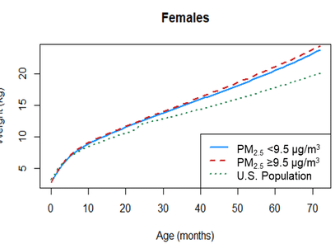 Females
Weight (kg)
20
15
10
5
PM2.5 <9.5 µg/m³
PM2.5 ≥9.5 µg/m³
U.S. Population
0 10 20 30 40 50 60 70
Age (months)